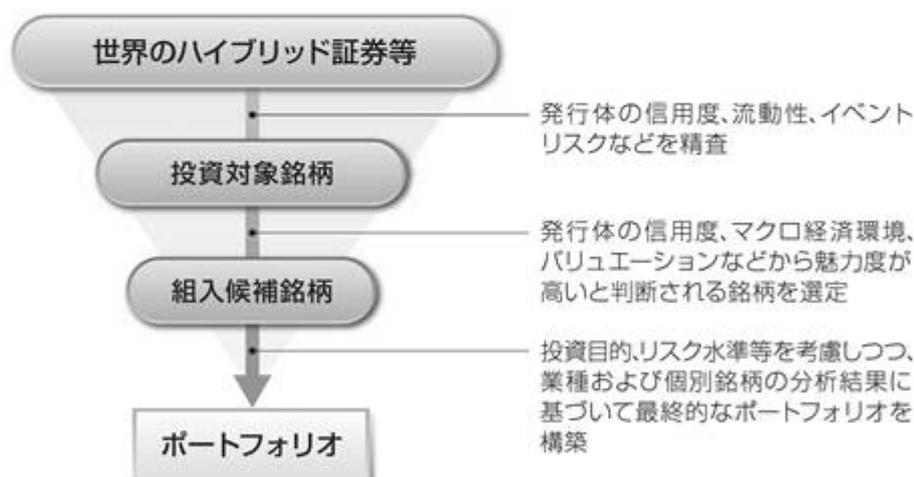 世界のハイブリッド証券等
発行体の信用度、流動性、イベント
リスクなどを精査
投資対象銘柄
発行体の信用度、マクロ経済環境、
バリュエーションなどから魅力度が
高いと判断される銘柄を選定
組入候補銘柄
投資目的、リスク水準等を考慮しつつ、
業種および個別銘柄の分析結果に
基づいて最終的なポートフォリオを
構築
ポートフォリオ